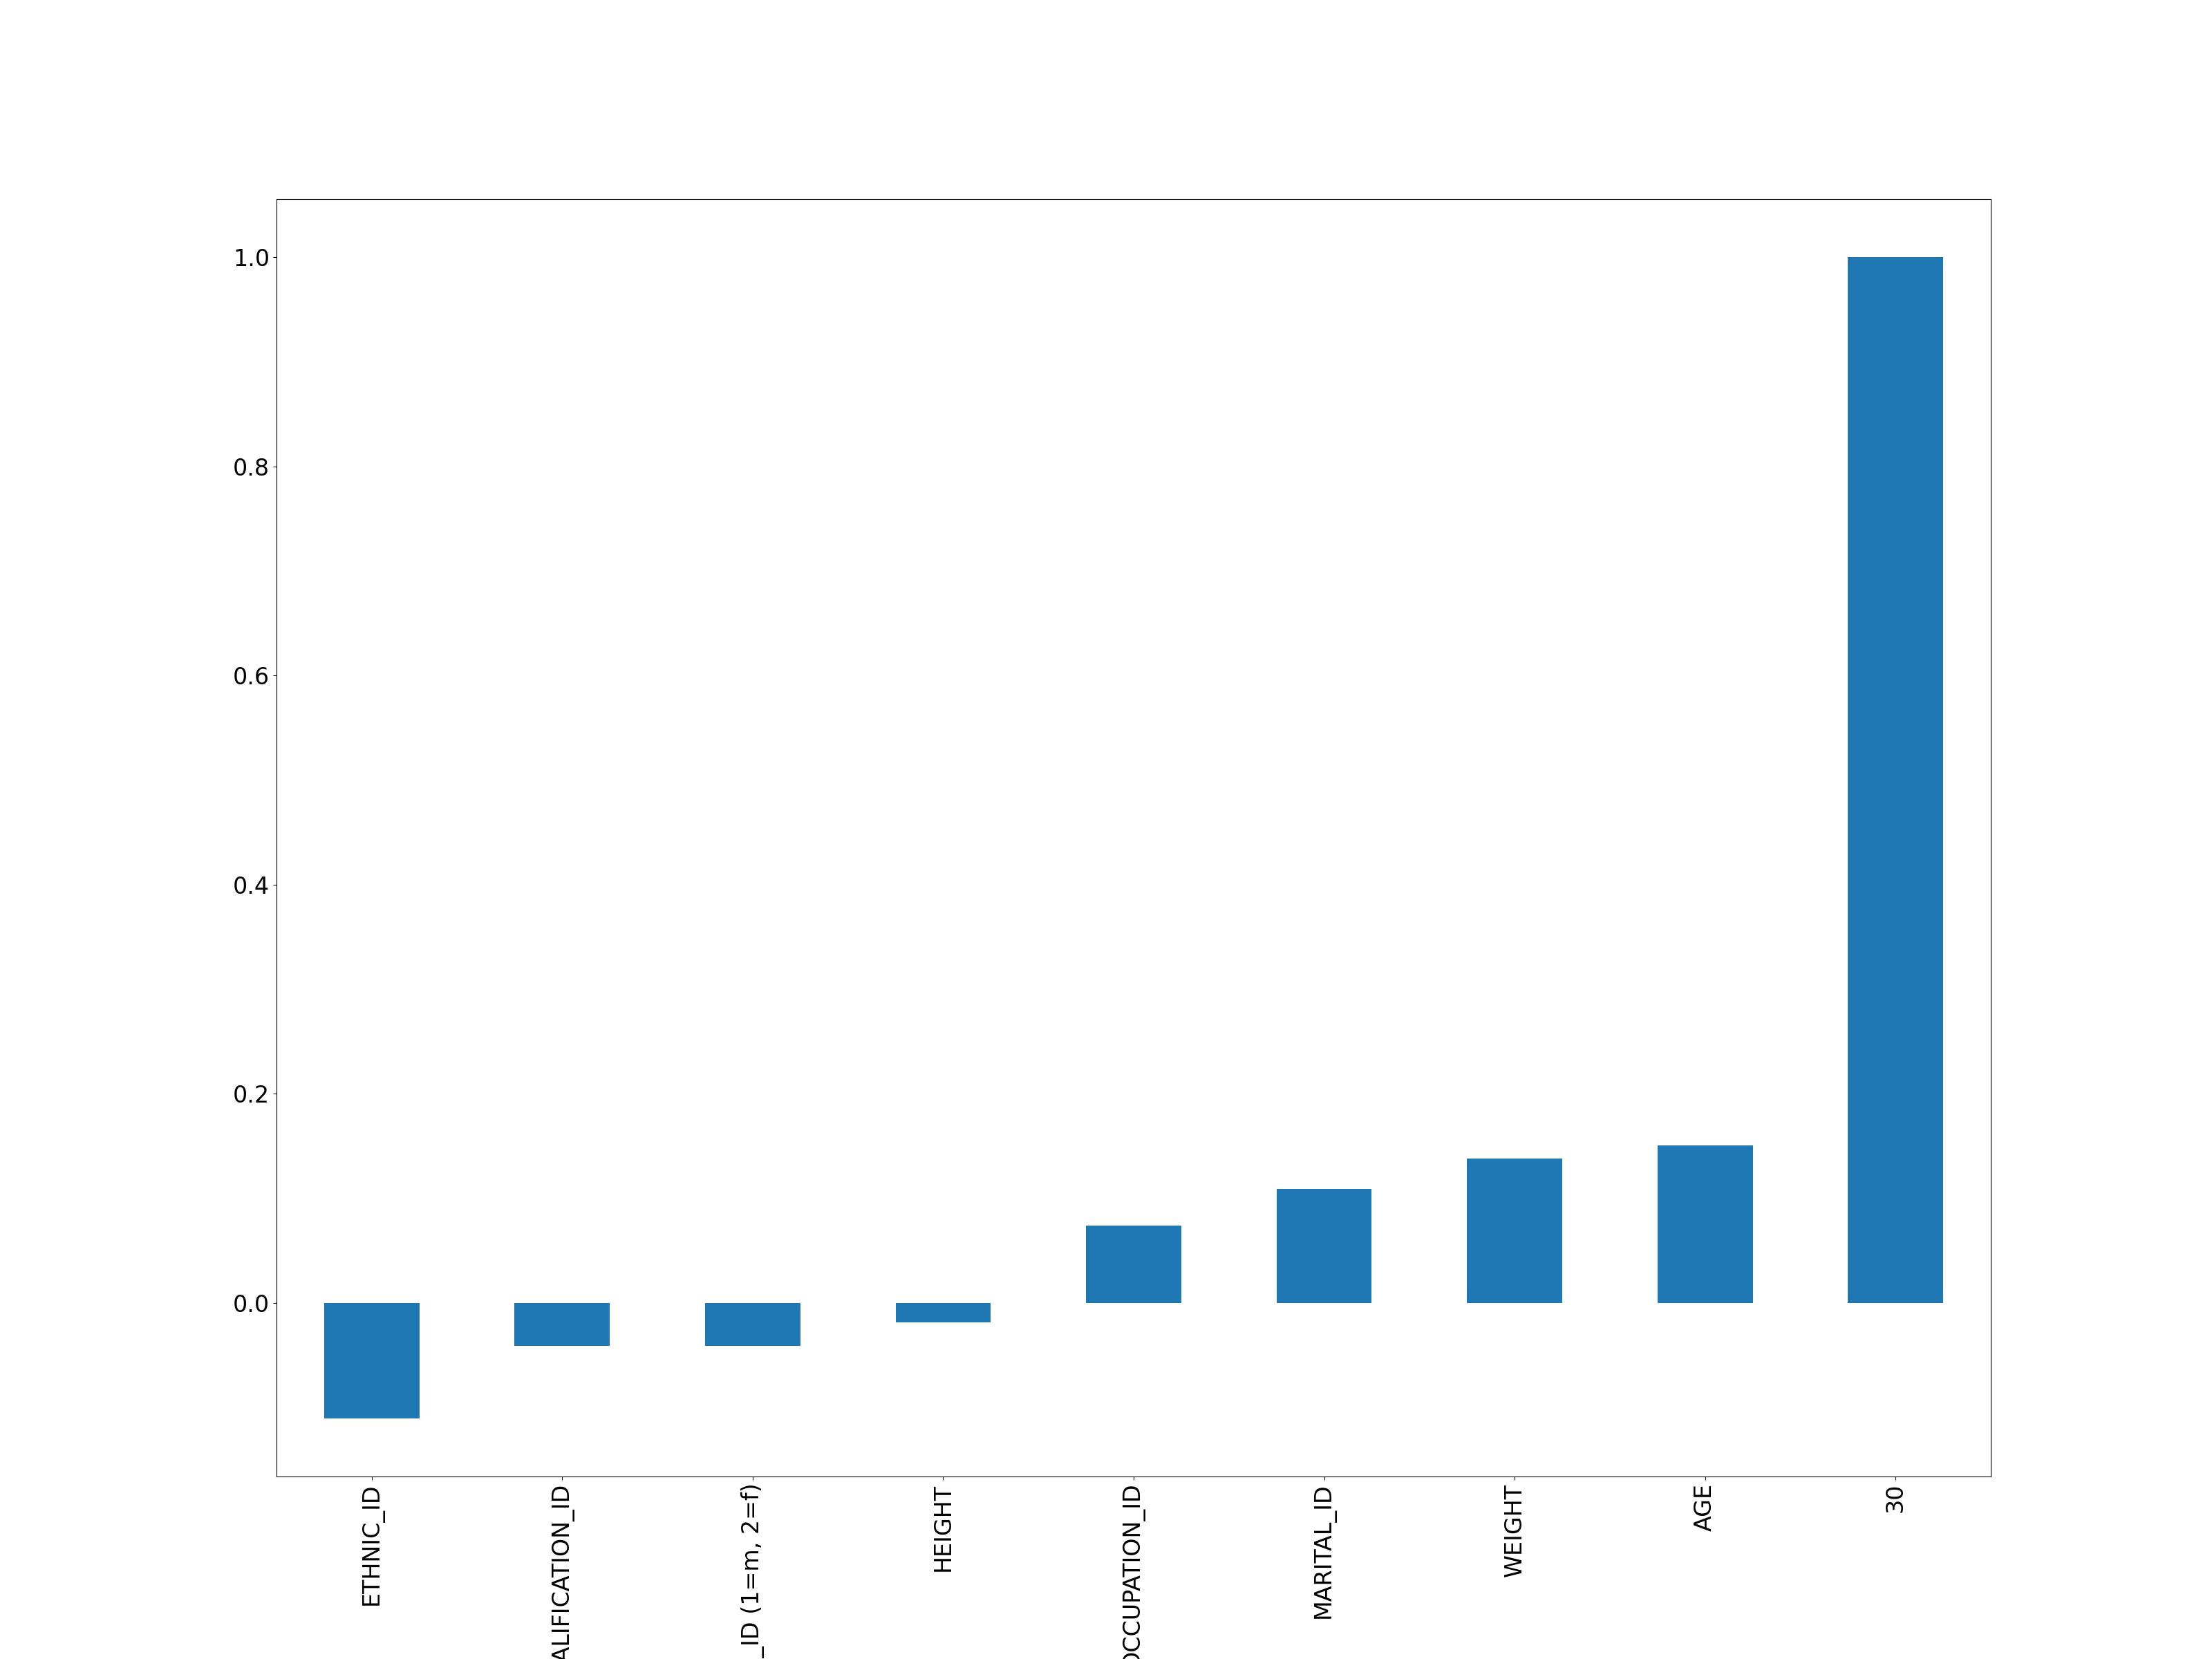 1.0
0.8
0.6
0.4
0.2
0.0
ETHNIC_ID
ALIFICATION_ID
_ID (1=m, 2=f)
HEIGHT
OCCUPATION_ID
MARITAL_ID
WEIGHT
AGE
30